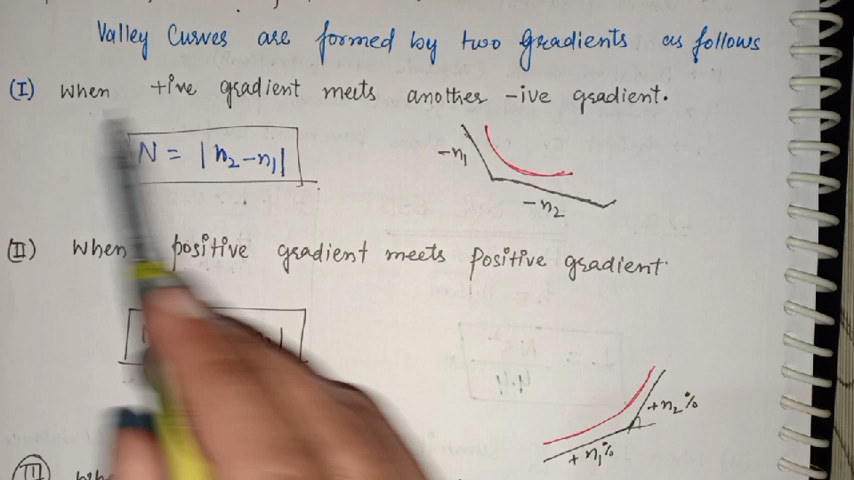 Valley Curves are formed by two gradients as follows
(I) when +ive gradient meets another -ive gradient.
N = |n2-n1|
-n1
-n2
(II) when positive gradient meets positive gradient
+n2%
+n1%
(III)